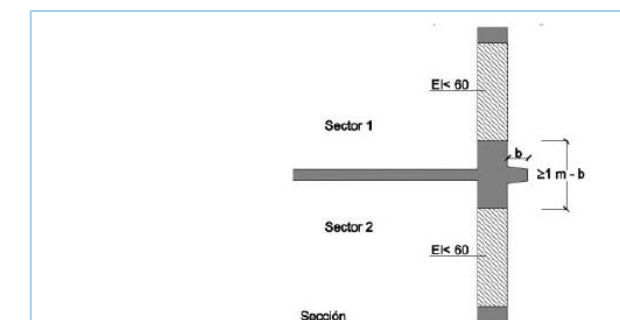 EI< 60
Sector 1
b
≥1 m - b
Sector 2
EI< 60
Sección